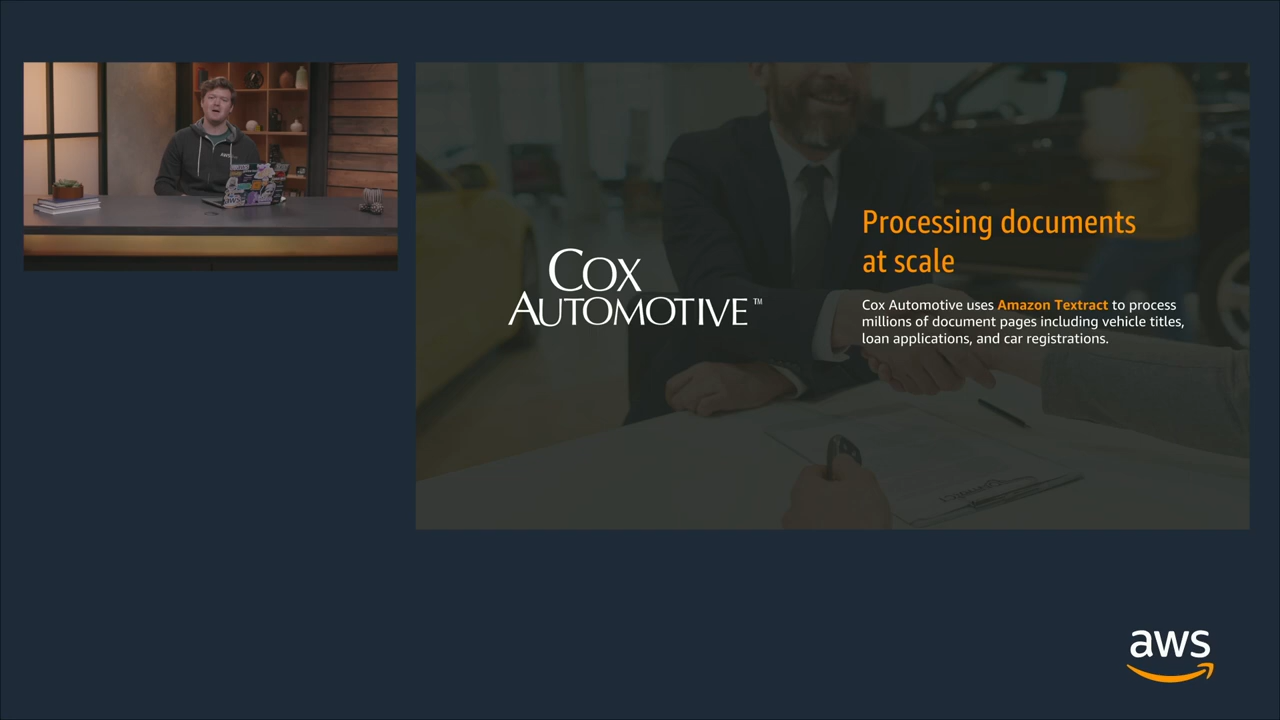 COX
AUTOMOTIVE™
Processing documents
at scale
Cox Automotive uses Amazon Textract to process
millions of document pages including vehicle titles,
loan applications, and car registrations.
aws